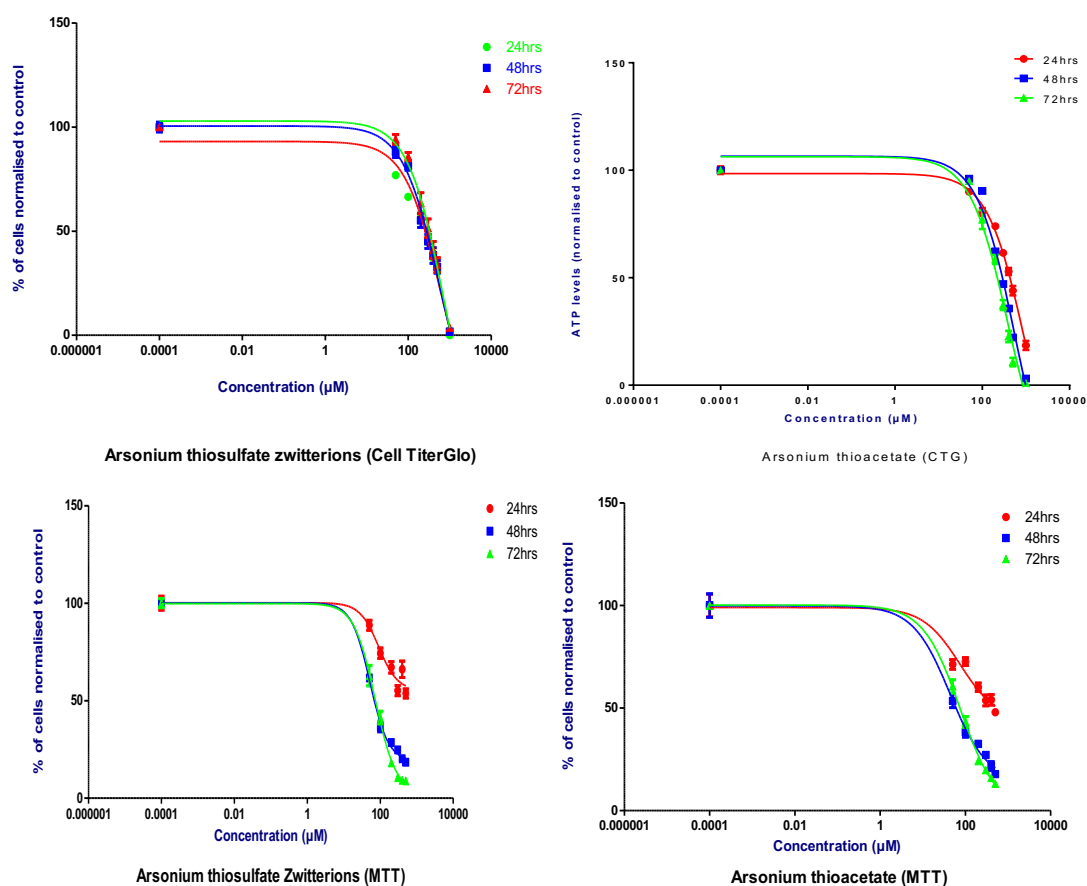 150
100
50
0
0.000001
0.0001
0.01
1
100
10000
% of cells normalised to control
Concentration (µM)
24hrs
48hrs
72hrs
Arsonium thiosulfate zwitterions (Cell TiterGlo)
150
100
50
0
0.000001
0.0001
0.01
1
100
10000
ATP levels (normalised to control)
Concentration (µM)
24hrs
48hrs
72hrs
Arsonium thioacetate (CTG)
150
100
50
0
0.000001
0.0001
0.01
1
100
10000
% of cells normalised to control
Concentration (µM)
24hrs
48hrs
72hrs
Arsonium thiosulfate Zwitterions (MTT)
150
100
50
0
0.000001
0.0001
0.01
1
100
10000
% of cells normalised to control
Concentration (µM)
24hrs
48hrs
72hrs
Arsonium thioacetate (MTT)